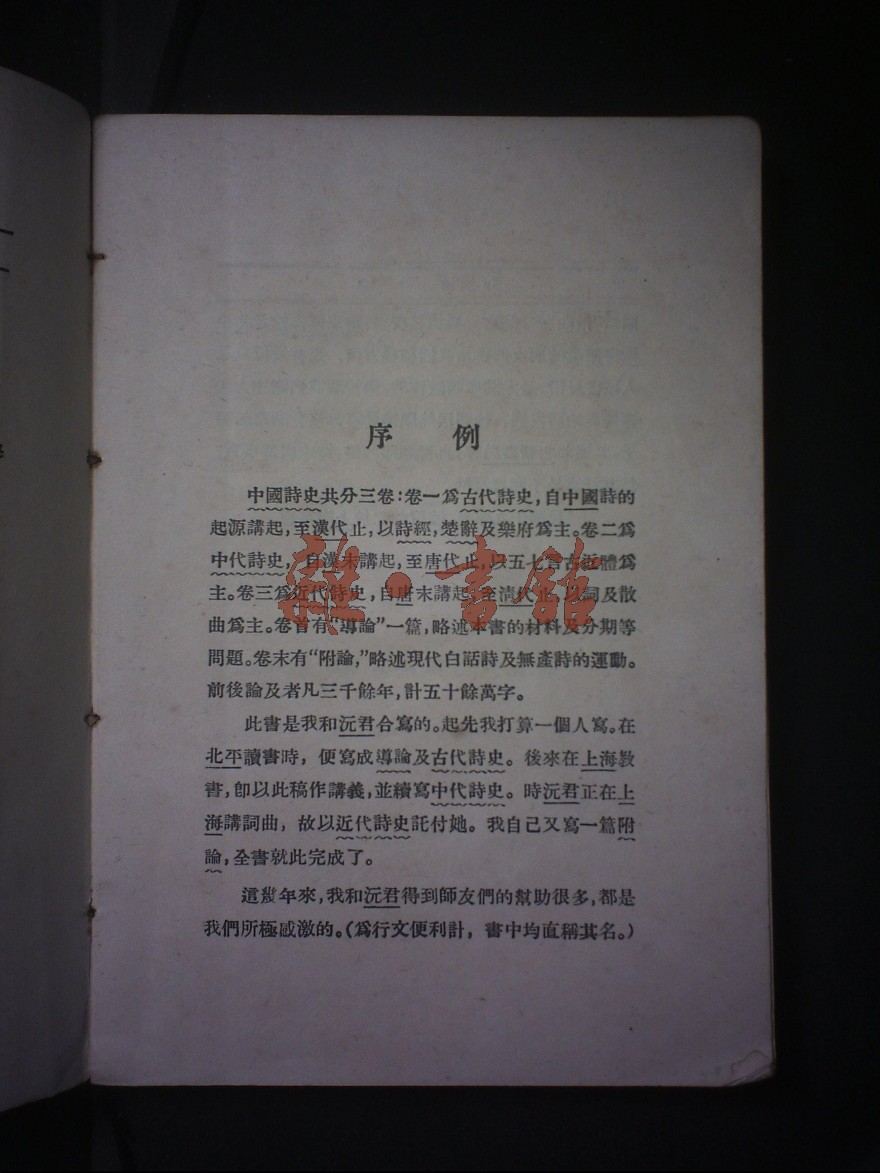 序例
中國詩史共分三卷:卷一爲古代詩史,自中國詩的
起源講起,至漢代止,以詩經,楚辭及樂府爲主。卷二爲
中代詩史,自漢末講起,至唐代止,以五七言古近體爲
主。卷三爲近代詩史,自唐末講起,至清代止,以詞及散
曲爲主。卷首有“導論”一篇,略述本書的材料及分期等
問題。卷末有“附論,”略述現代白話詩及無產詩的運動。
前後論及者凡三千餘年,計五十餘萬字。
此書是我和沅君合寫的。起先我打算一個人寫。在
北平讀書時,便寫成導論及古代詩史。後來在上海教
書,卽以此稿作講義,並續寫中代詩史。時沅君正在上
海講詞曲,故以近代詩史託付她。我自己又寫一篇附
論,全書就此完成了。
這幾年來,我和沅君得到師友們的幫助很多,都是
我們所極感激的。(爲行文便利計,書中均直稱其名。)
雜·書館